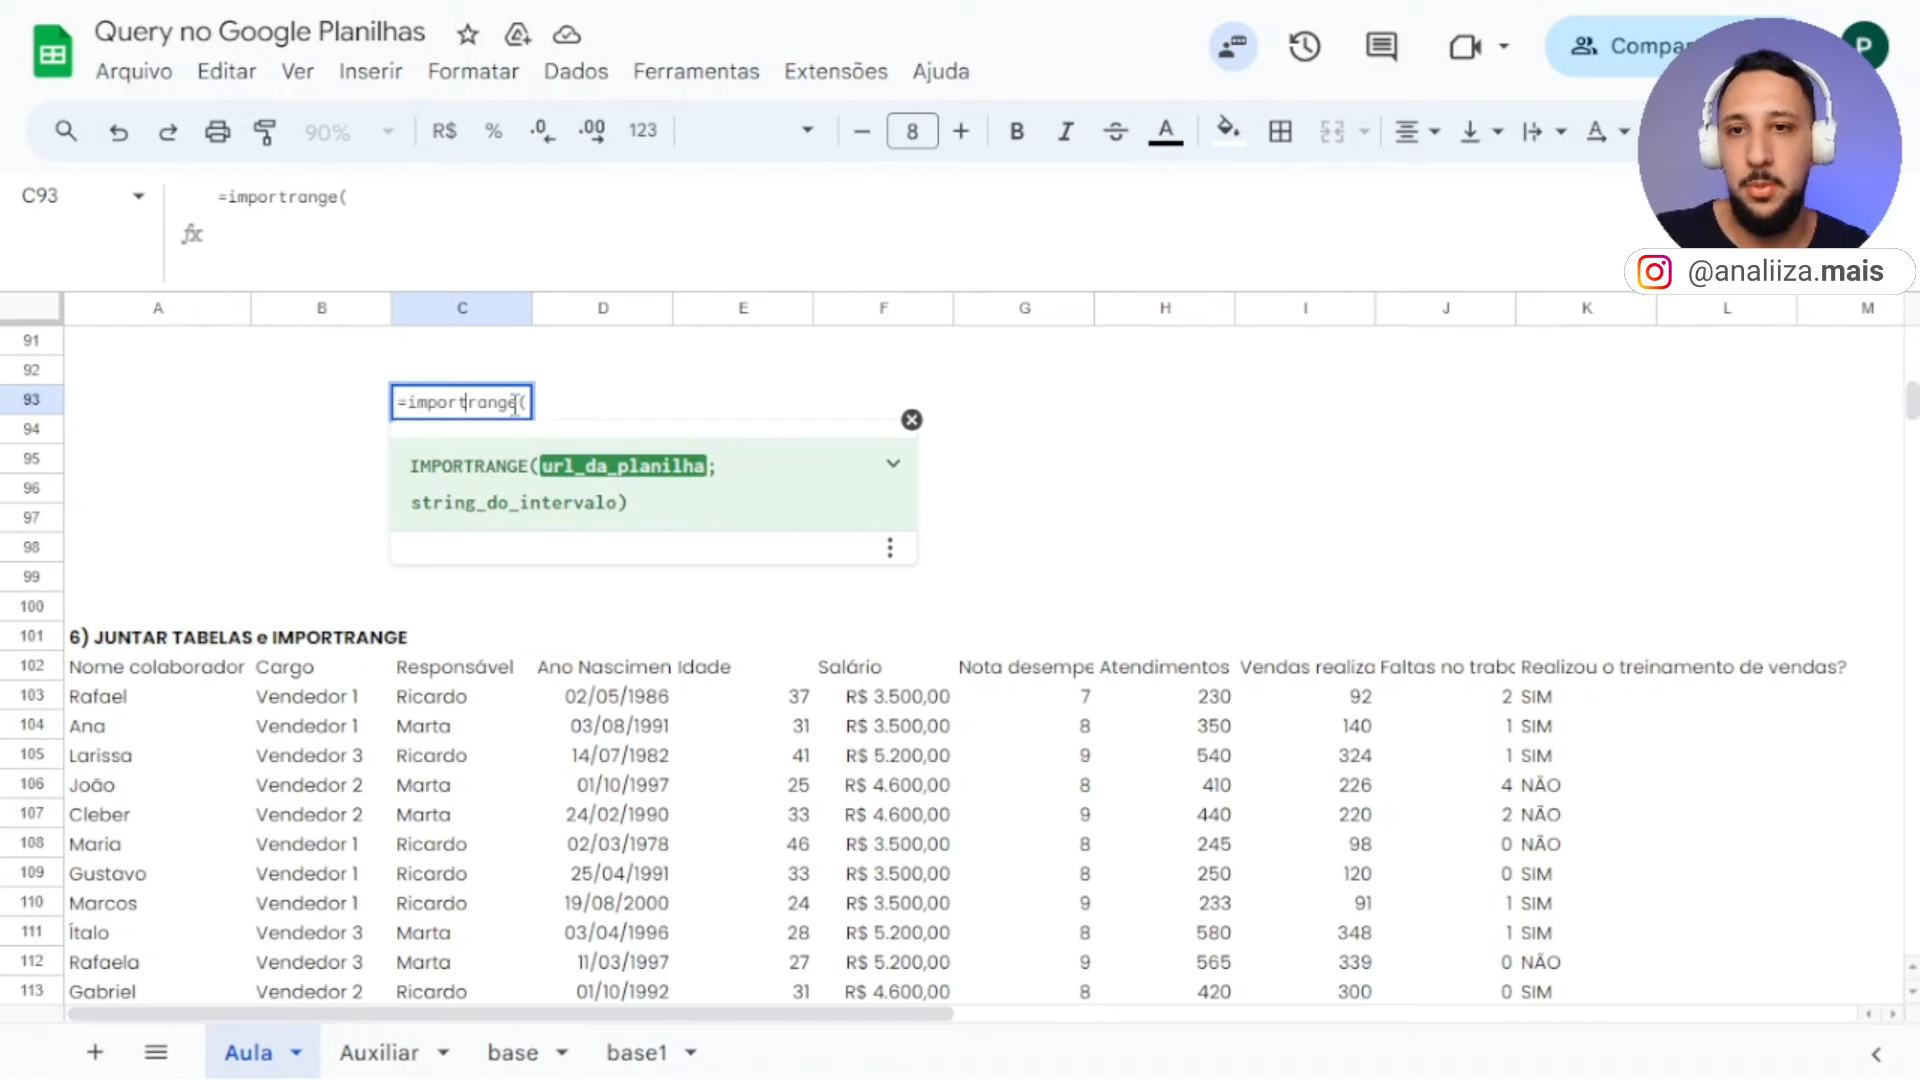 Query no Google Planilhas
Arquivo Editar Ver Inserir Formatar Dados Ferramentas Extensões Ajuda
P
90% R$ % .0 .00 123 8 B I A A
@analiiza.mais
C93 =importrange(
fx
A B C D E F G H I J K L M
91
92
93 =importrange(
94
95 IMPORTRANGE(url_da_planilha;
96 string_do_intervalo)
97
98
99
100
101 6) JUNTAR TABELAS e IMPORTRANGE
102 Nome colaborador Cargo Responsável Ano Nascimen Idade Salário Nota desempe Atendimentos Vendas realiza Faltas no trabc Realizou o treinamento de vendas?
103 Rafael Vendedor 1 Ricardo 02/05/1986 37 R$ 3.500,00 7 230 92 2 SIM
104 Ana Vendedor 1 Marta 03/08/1991 31 R$ 3.500,00 8 350 140 1 SIM
105 Larissa Vendedor 3 Ricardo 14/07/1982 41 R$ 5.200,00 9 540 324 1 SIM
106 João Vendedor 2 Marta 01/10/1997 25 R$ 4.600,00 8 410 226 4 NÃO
107 Cleber Vendedor 2 Marta 24/02/1990 33 R$ 4.600,00 9 440 220 2 NÃO
108 Maria Vendedor 1 Ricardo 02/03/1978 46 R$ 3.500,00 8 245 98 0 NÃO
109 Gustavo Vendedor 1 Ricardo 25/04/1991 33 R$ 3.500,00 8 250 120 0 SIM
110 Marcos Vendedor 1 Ricardo 19/08/2000 24 R$ 3.500,00 9 233 91 1 SIM
111 Ítalo Vendedor 3 Marta 03/04/1996 28 R$ 5.200,00 8 580 348 1 SIM
112 Rafaela Vendedor 3 Marta 11/03/1997 27 R$ 5.200,00 9 565 339 0 NÃO
113 Gabriel Vendedor 2 Ricardo 01/10/1992 31 R$ 4.600,00 8 420 300 0 SIM
Aula Auxiliar base base1